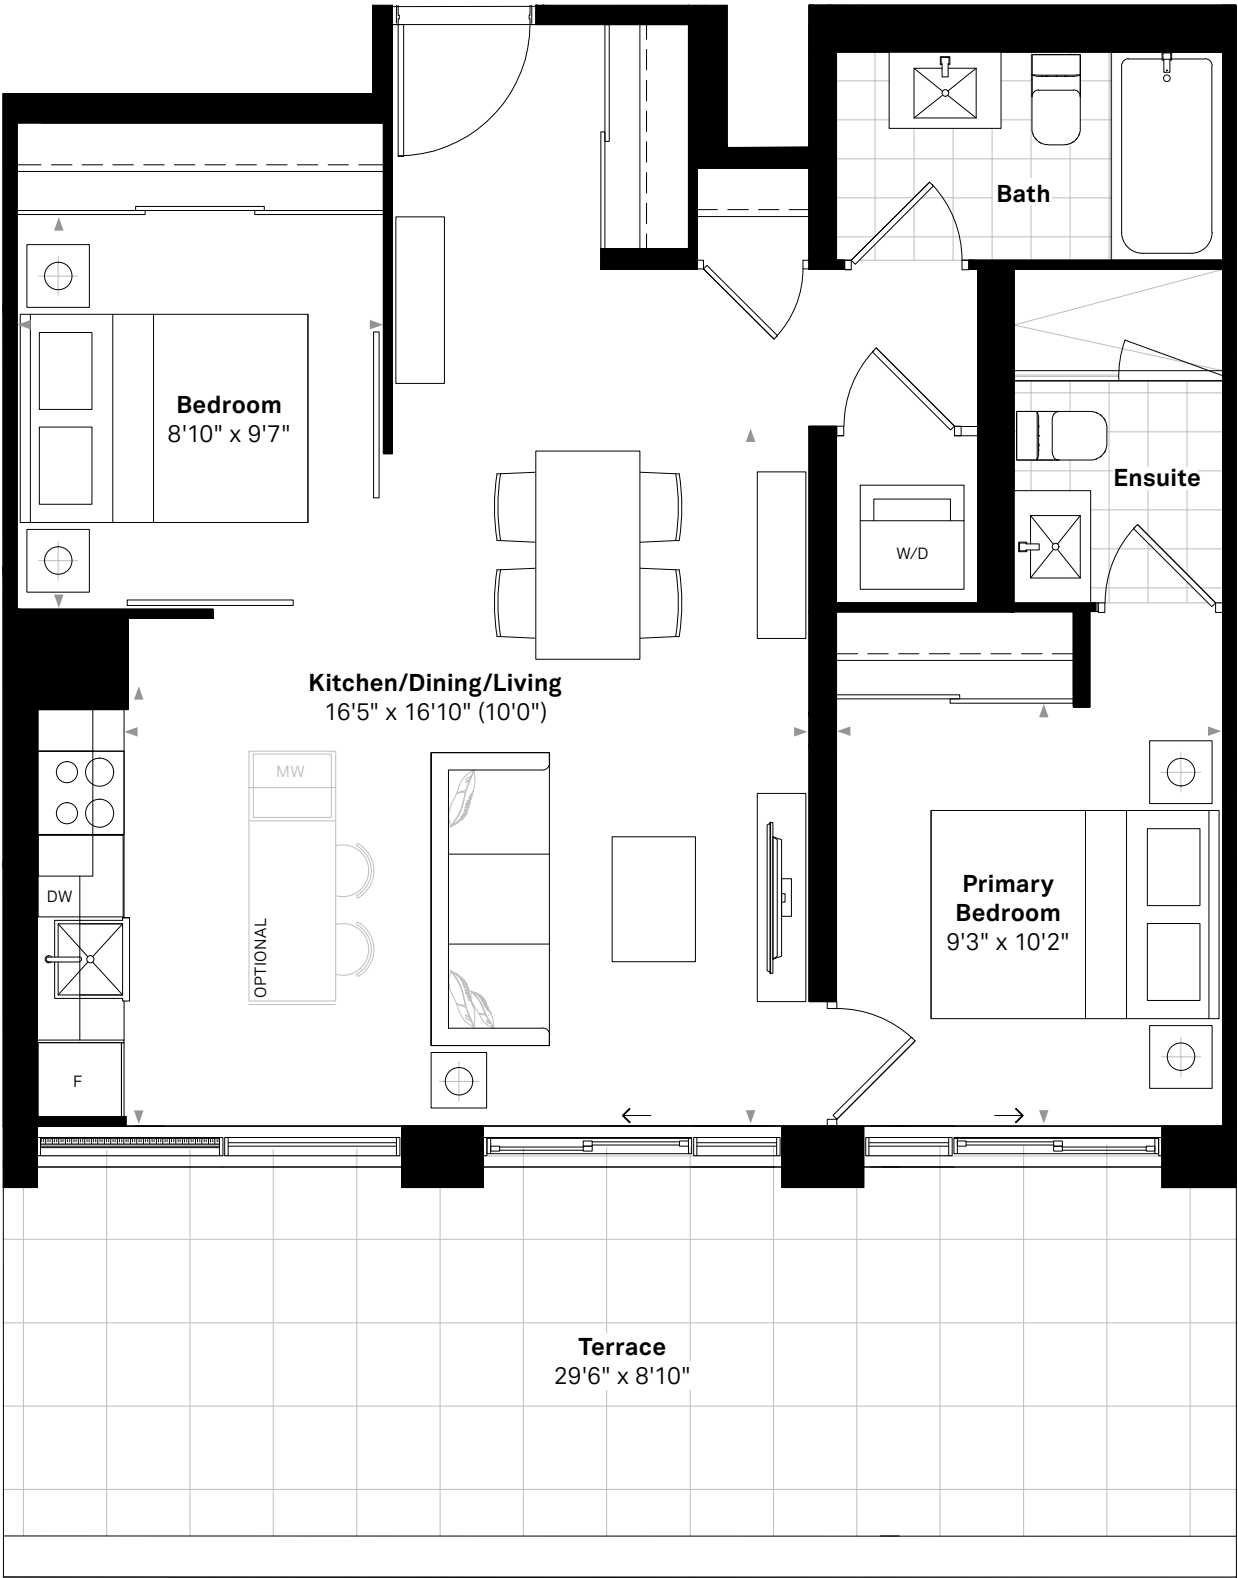 Bath
Bedroom
8'10" x 9'7"
Ensuite
W/D
Kitchen/Dining/Living
16'5" x 16'10" (10'0")
MW
OPTIONAL
DW
F
Primary
Bedroom
9'3" x 10'2"
Terrace
29'6" x 8'10"